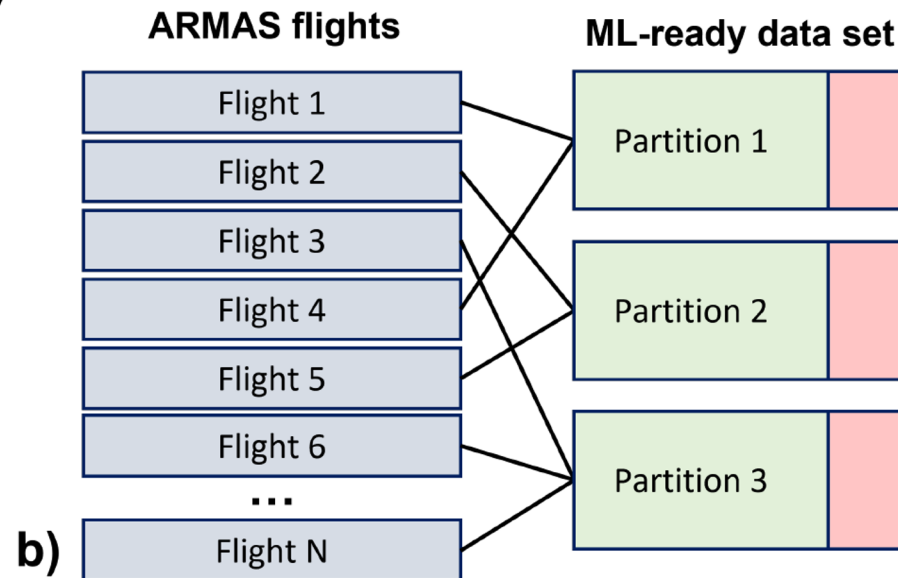 ARMAS flights
ML-ready data set
Flight 1
Flight 2
Flight 3
Flight 4
Flight 5
Flight 6
...
Flight N
Partition 1
Partition 2
Partition 3
b)